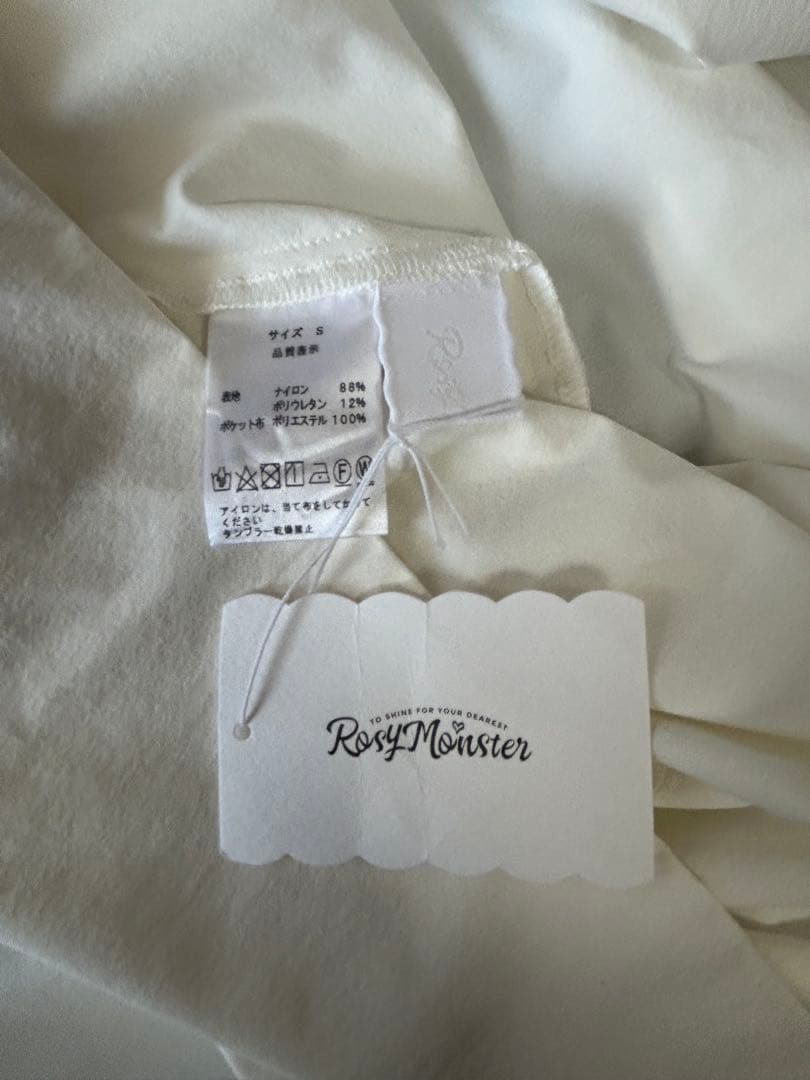 サイズ S
品質表示
表地 ナイロン 88%
ポリウレタン 12%
ポケット布 ポリエステル 100%
F W
アイロンは、当て布をしてかけて
ください
タンブラー乾燥禁止
TO SHINE FOR YOUR DEAREST
RosyMonster